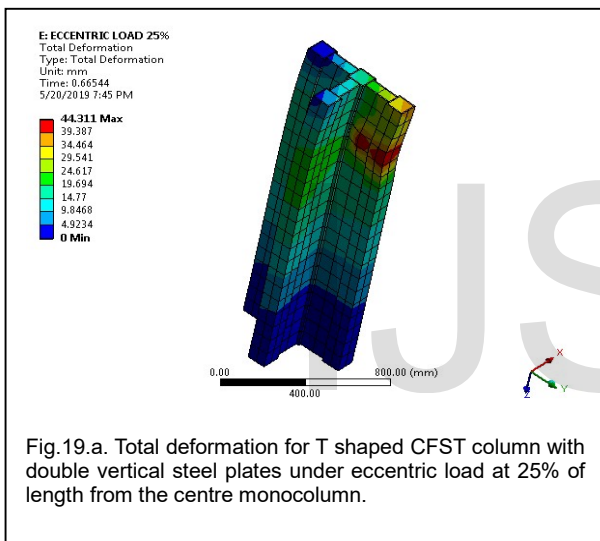 E: ECCENTRIC LOAD 25%
Total Deformation
Type: Total Deformation
Unit: mm
Time: 0.66544
5/20/2019 7:45 PM
44.311 Max
39.387
34.464
29.541
24.617
19.694
14.77
9.8468
4.9234
0 Min
IJS
0.00
800.00 (mm)
400.00
X
Y
Z
Fig.19.a. Total deformation for T shaped CFST column with
double vertical steel plates under eccentric load at 25% of
length from the centre monocolumn.